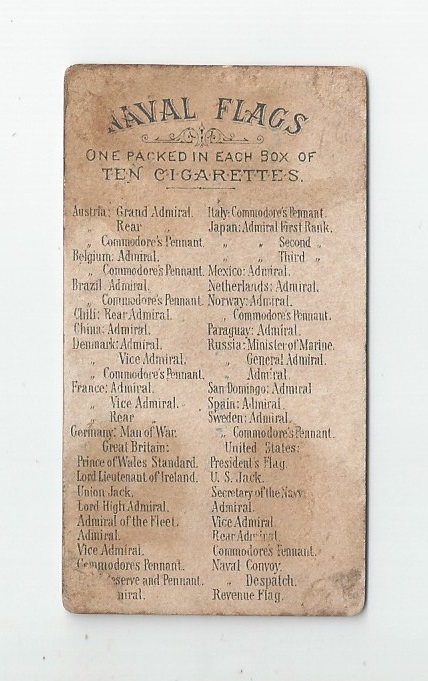 NAVAL FLAGS
ONE PACKED IN EACH BOX OF
TEN CIGARETTES.
Austria: Grand Admiral.
„ Rear „
„ Commodore's Pennant.
Belgium: Admiral.
„ Commodore's Pennant.
Brazil. Admiral.
„ Commodore's Pennant.
Chili: Rear Admiral.
China: Admiral.
Denmark: Admiral.
„ Vice Admiral.
„ Commodore's Pennant.
France: Admiral.
„ Vice Admiral.
„ Rear „
Germany: Man of War.
Great Britain:
Prince of Wales Standard.
Lord Lieutenant of Ireland.
Union Jack.
Lord High Admiral.
Admiral of the Fleet.
Admiral.
Vice Admiral.
Commodores Pennant.
and Pennant.
Italy: Commodore's Pennant.
Japan: Admiral First Rank.
„ „ Second „
„ „ Third „
Mexico: Admiral.
Netherlands: Admiral.
Norway: Admiral.
„ Commodore's Pennant.
Paraguay: Admiral.
Russia: Minister of Marine.
„ General Admiral.
„ Admiral
San Domingo: Admiral
Spain: Admiral.
Sweden: Admiral.
„ Commodore's Pennant.
United States:
President's Flag.
U. S. Jack.
Secretary of the Navy.
Admiral.
Vice Admiral
Rear Admiral
Commodore's Pennant.
Naval Convoy.
„ Despatch.
Revenue Flag.